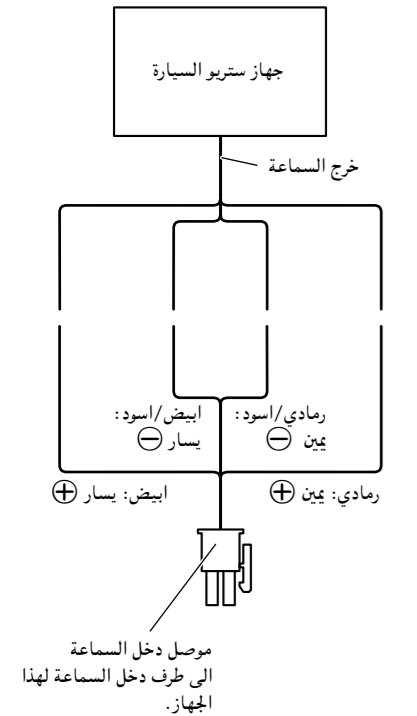 جهاز ستريو السيارة
خرج السماعة
رمادي/اسود:
يمين ⊖
ابيض/اسود:
يسار ⊖
رمادي: يمين ⊕
ابيض: يسار ⊕
موصل دخل السماعة
الى طرف دخل السماعة لهذا
الجهاز.